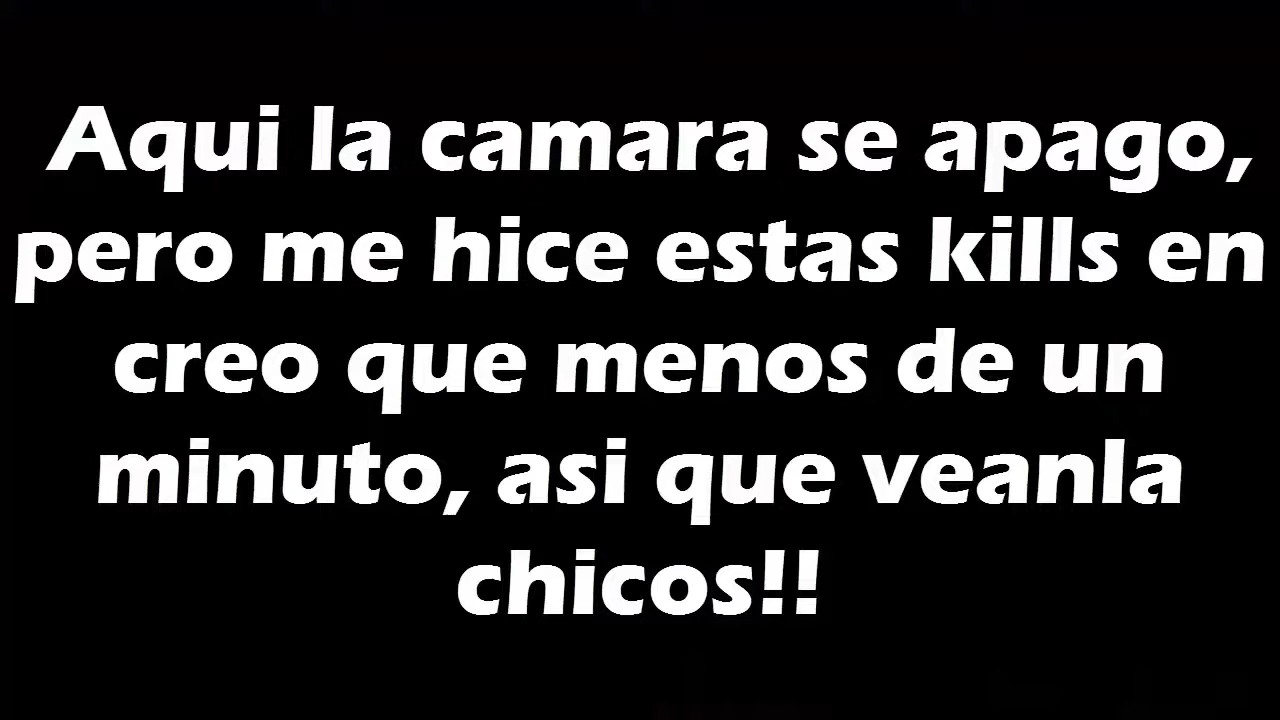 Aqui la camara se apago,
pero me hice estas kills en
creo que menos de un
minuto, asi que veanla
chicos!!